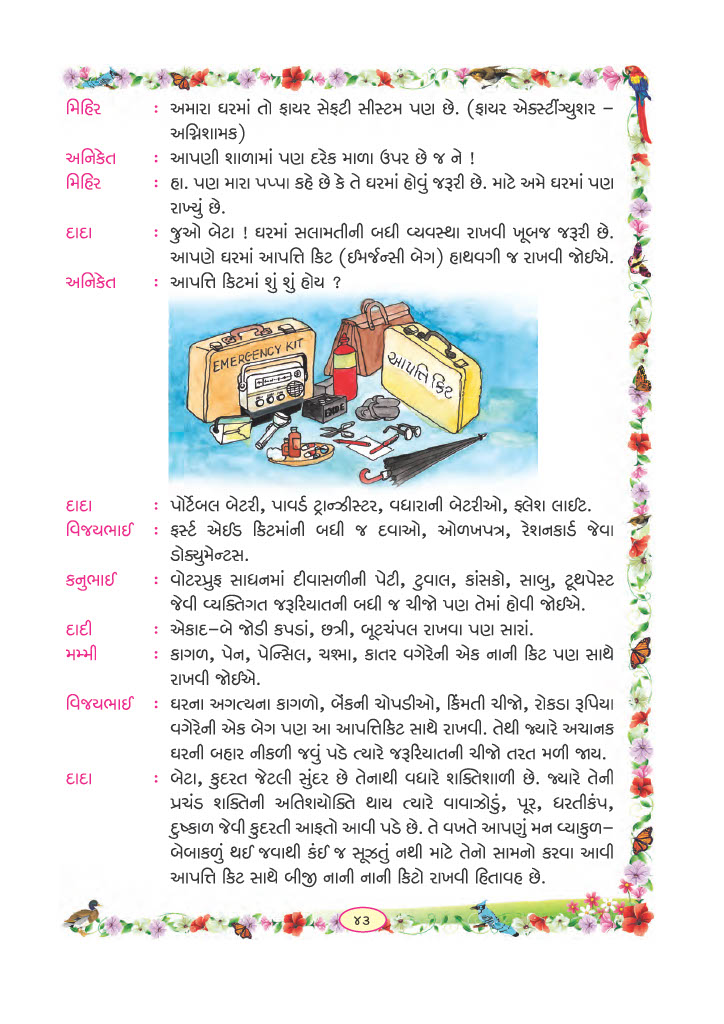 મિહિર : અમારા ઘરમાં તો ફાયર સેફટી સીસ્ટમ પણ છે. (ફાયર એક્સ્ટીંગ્યુશર –
અગ્નિશામક)
અનિકેત : આપણી શાળામાં પણ દરેક માળા ઉપર છે જ ને !
મિહિર : હા. પણ મારા પપ્પા કહે છે કે તે ઘરમાં હોવું જરૂરી છે. માટે અમે ઘરમાં પણ
રાખ્યું છે.
દાદા : જુઓ બેટા ! ઘરમાં સલામતીની બધી વ્યવસ્થા રાખવી ખૂબજ જરૂરી છે.
આપણે ઘરમાં આપત્તિ કિટ (ઈમર્જન્સી બેગ) હાથવગી જ રાખવી જોઈએ.
અનિકેત : આપત્તિ કિટમાં શું શું હોય ?
EMERGENCY KIT
આપત્તિ કિટ
EXIDE
દાદા : પોર્ટેબલ બેટરી, પાવર્ડ ટ્રાન્ઝીસ્ટર, વધારાની બેટરીઓ, ફ્લેશ લાઈટ.
વિજયભાઈ : ફર્સ્ટ એઈડ કિટમાંની બધી જ દવાઓ, ઓળખપત્ર, રેશનકાર્ડ જેવા
ડોક્યુમેન્ટસ.
કનુભાઈ : વોટરપ્રુફ સાધનમાં દીવાસળીની પેટી, ટુવાલ, કાંસકો, સાબુ, ટૂથપેસ્ટ
જેવી વ્યક્તિગત જરૂરિયાતની બધી જ ચીજો પણ તેમાં હોવી જોઈએ.
દાદી : એકાદ–બે જોડી કપડાં, છત્રી, બૂટચંપલ રાખવા પણ સારાં.
મમ્મી : કાગળ, પેન, પેન્સિલ, ચશ્મા, કાતર વગેરેની એક નાની કિટ પણ સાથે
રાખવી જોઈએ.
વિજયભાઈ : ઘરના અગત્યના કાગળો, બેંકની ચોપડીઓ, કિંમતી ચીજો, રોકડા રૂપિયા
વગેરેની એક બેગ પણ આ આપત્તિકિટ સાથે રાખવી. તેથી જ્યારે અચાનક
ઘરની બહાર નીકળી જવું પડે ત્યારે જરૂરિયાતની ચીજો તરત મળી જાય.
દાદા : બેટા, કુદરત જેટલી સુંદર છે તેનાથી વધારે શક્તિશાળી છે. જ્યારે તેની
પ્રચંડ શક્તિની અતિશયોક્તિ થાય ત્યારે વાવાઝોડું, પૂર, ધરતીકંપ,
દુષ્કાળ જેવી કુદરતી આફતો આવી પડે છે. તે વખતે આપણું મન વ્યાકુળ–
બેબાકળું થઈ જવાથી કંઈ જ સૂઝતું નથી માટે તેનો સામનો કરવા આવી
આપત્તિ કિટ સાથે બીજી નાની નાની કિટો રાખવી હિતાવહ છે.
૪૩